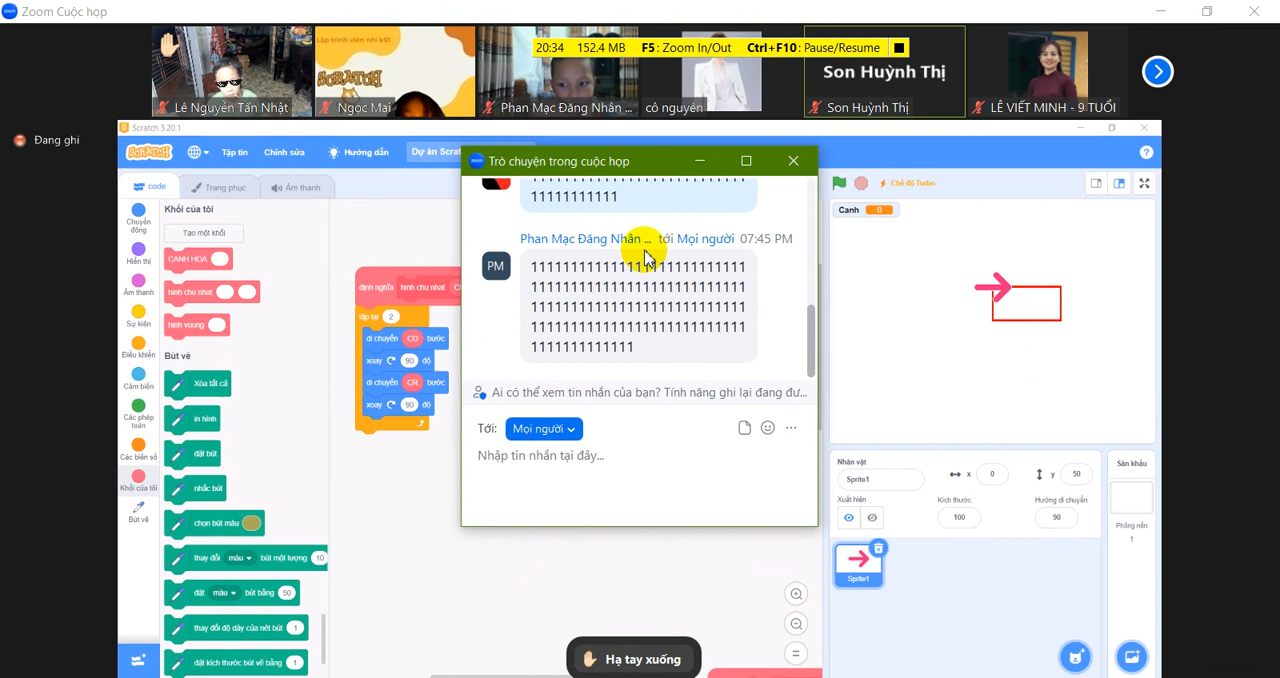 Zoom Cuộc họp
20:34 152.4 MB F5: Zoom In/Out Ctrl+F10: Pause/Resume
Lập trình viên nhí k01
SCRATCH
Son Huỳnh Thị
Lê Nguyễn Tấn Nhật
Ngọc Mai
Phan Mạc Đăng Nhân ...
cô nguyên
Son Huỳnh Thị
LÊ VIẾT MINH - 9 TUỔI
Đang ghi
Scratch 3.20.1
SCRATCH
Tập tin
Chỉnh sửa
Hướng dẫn
Dự án Scrat
code
Trang phục
Âm thanh
Chuyển động
Hiển thị
Âm thanh
Sự kiện
Điều khiển
Cảm biến
Các phép toán
Các biến số
Khối của tôi
Bút vẽ
Khối của tôi
Tạo một khối
CANH HOA
hinh chu nhat
hinh vuong
Bút vẽ
Xóa tất cả
in hình
đặt bút
nhấc bút
chọn bút màu
thay đổi màu bút một lượng 10
đặt màu bút bằng 50
thay đổi độ dày của nét bút 1
đặt kích thước bút vẽ bằng 1
định nghĩa hinh chu nhat
lặp lại 2
di chuyển CD bước
xoay 90 độ
di chuyển CR bước
xoay 90 độ
Trò chuyện trong cuộc họp
11111111111
Phan Mạc Đăng Nhân ... tới Mọi người 07:45 PM
PM
111111111111111111111111111
111111111111111111111111111
111111111111111111111111111
111111111111111111111111111
1111111111111
Ai có thể xem tin nhắn của bạn? Tính năng ghi lại đang đư...
Tới: Mọi người
Nhập tin nhắn tại đây...
Hạ tay xuống
Chế độ Turbo
Canh 0
Nhân vật
Sprite1
x 0
y 50
Xuất hiện
Kích thước
100
Hướng di chuyển
90
Sprite1
Sân khấu
Phông nền
1